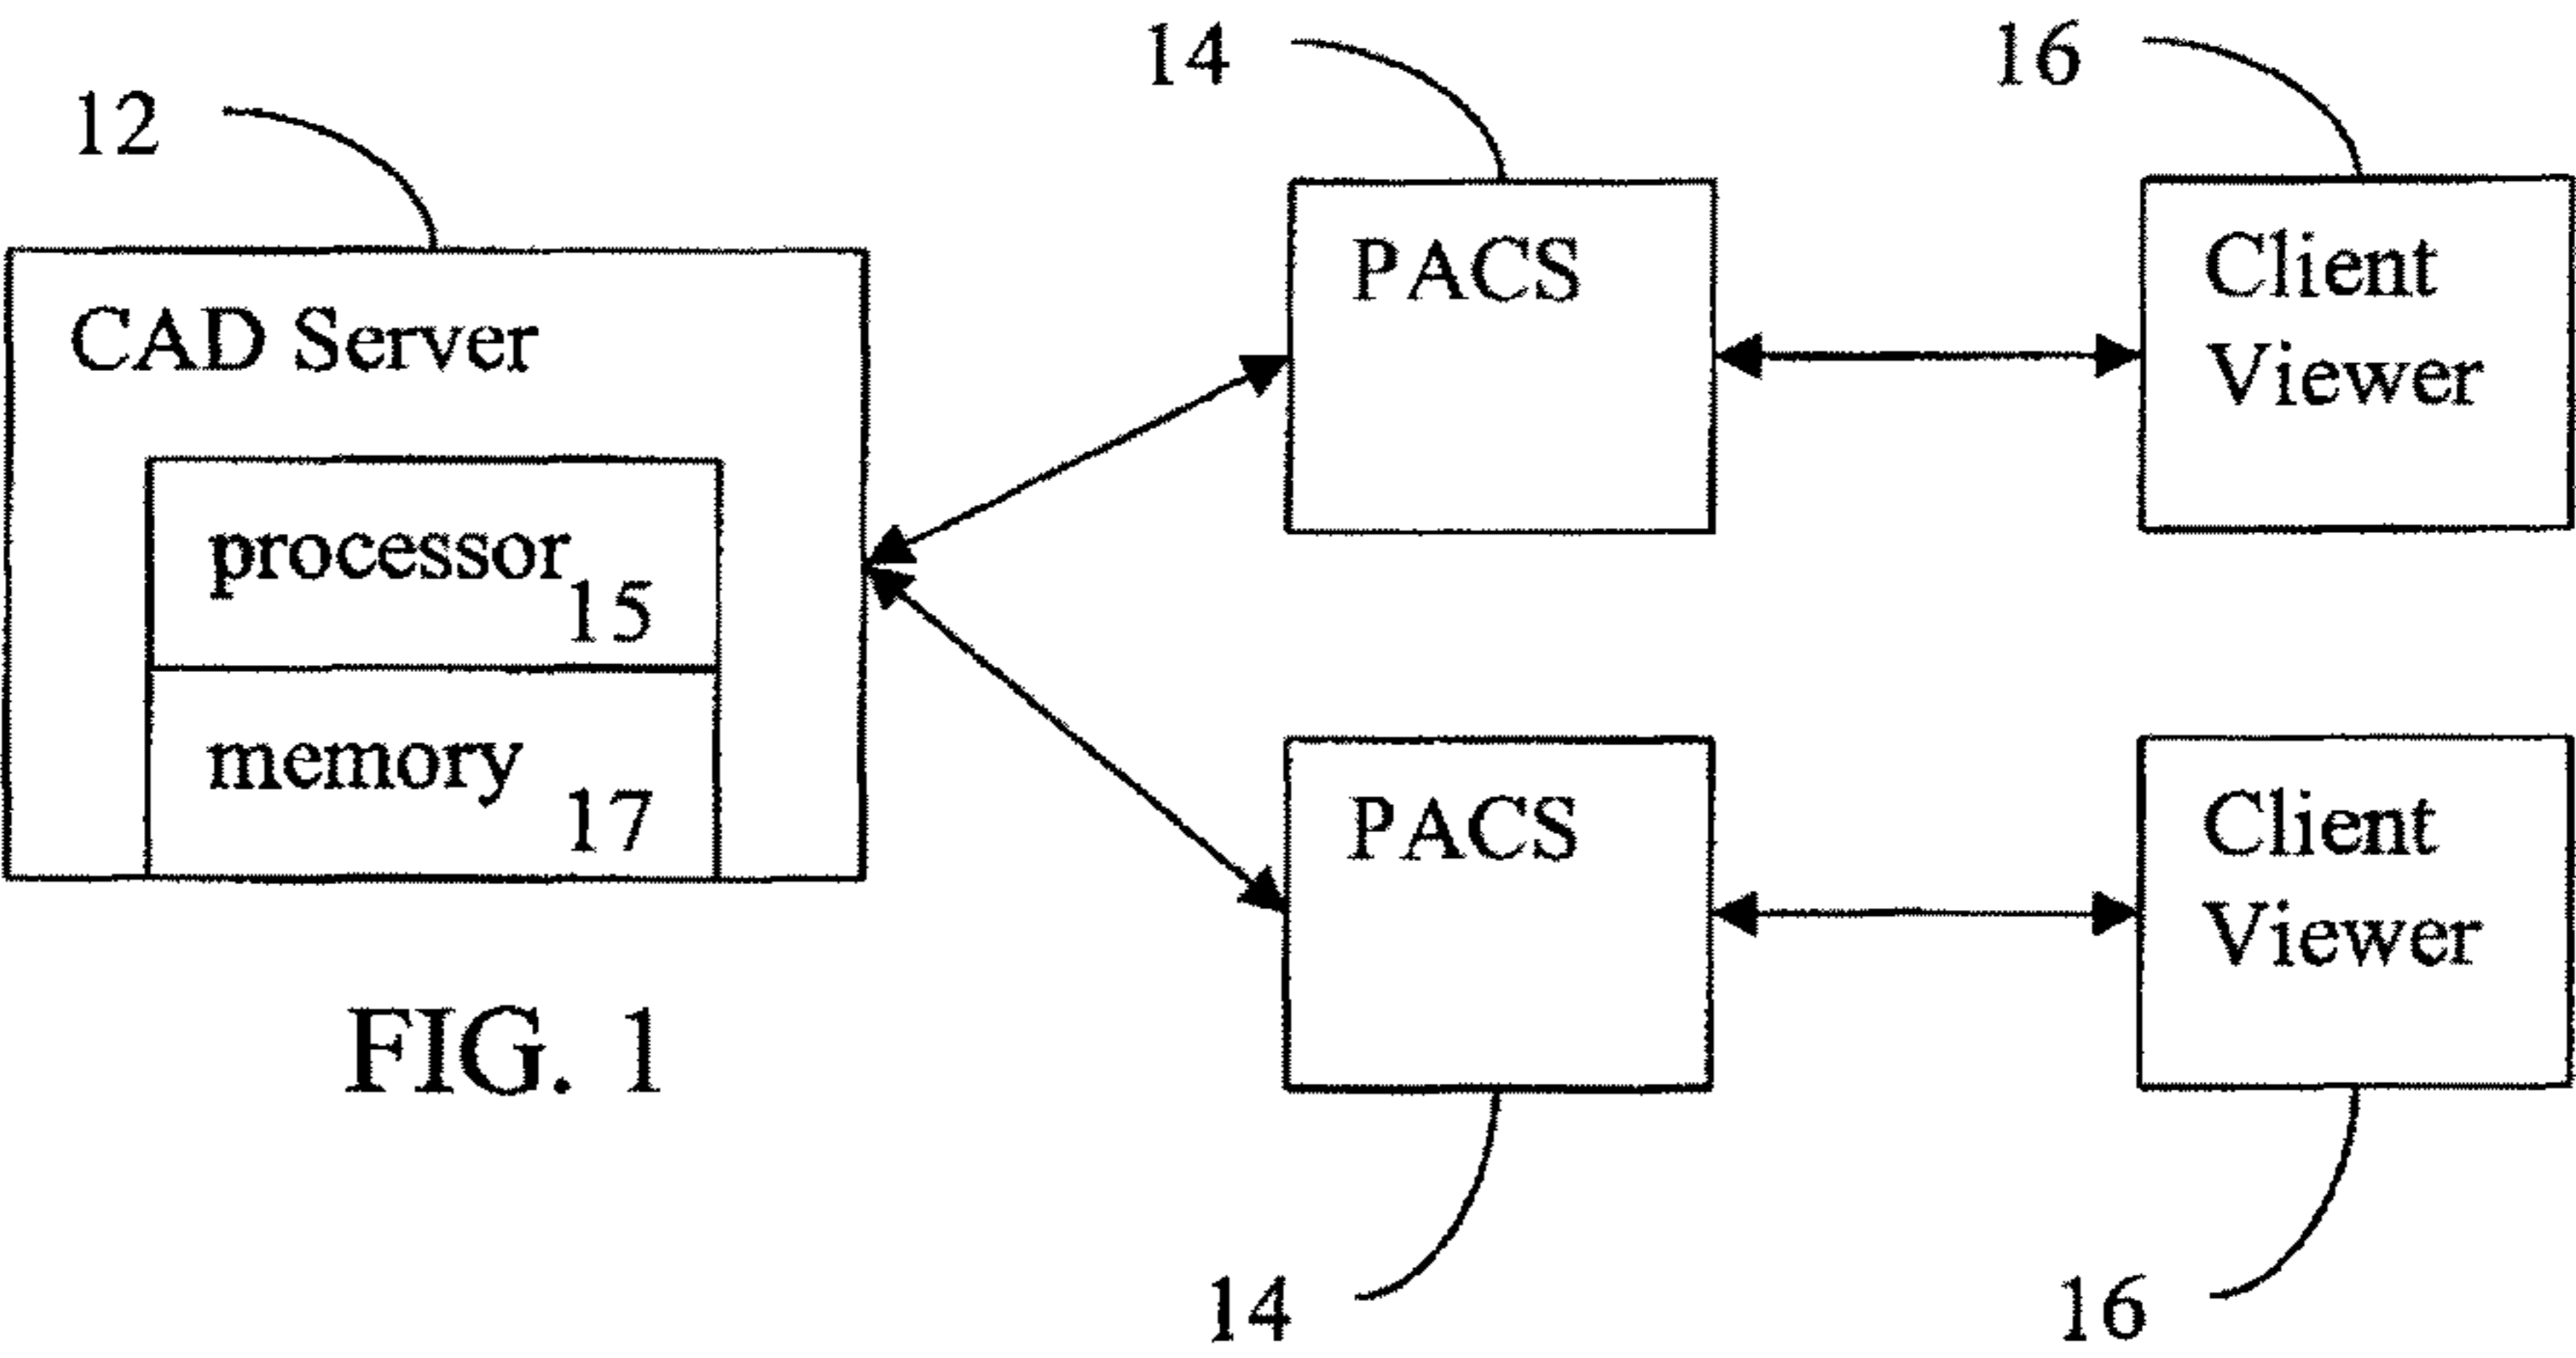 12
14
16
CAD Server
processor
15
memory
17
PACS
Client
Viewer
PACS
Client
Viewer
14
16
FIG. 1